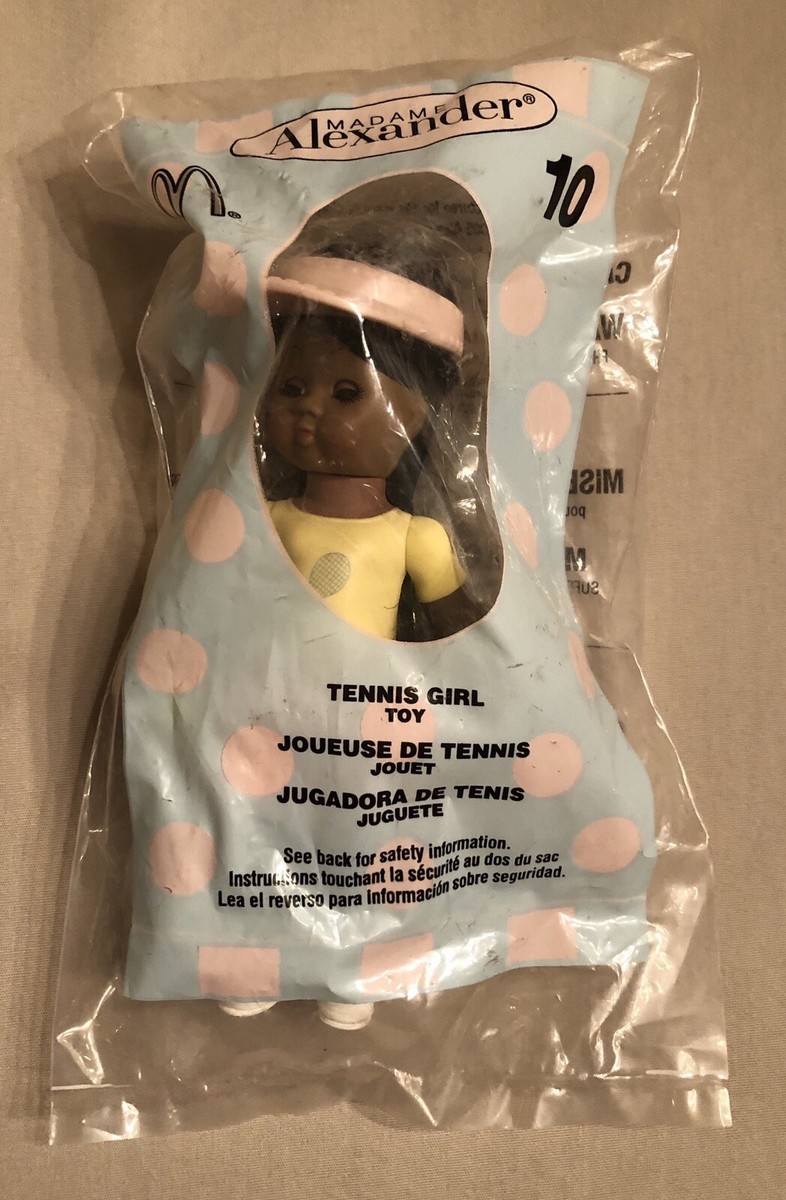 MADAME
Alexander®
M®
10
TENNIS GIRL
TOY
JOUEUSE DE TENNIS
JOUET
JUGADORA DE TENIS
JUGUETE
See back for safety information.
Instructions touchant la sécurité au dos du sac
Lea el reverso para información sobre seguridad.